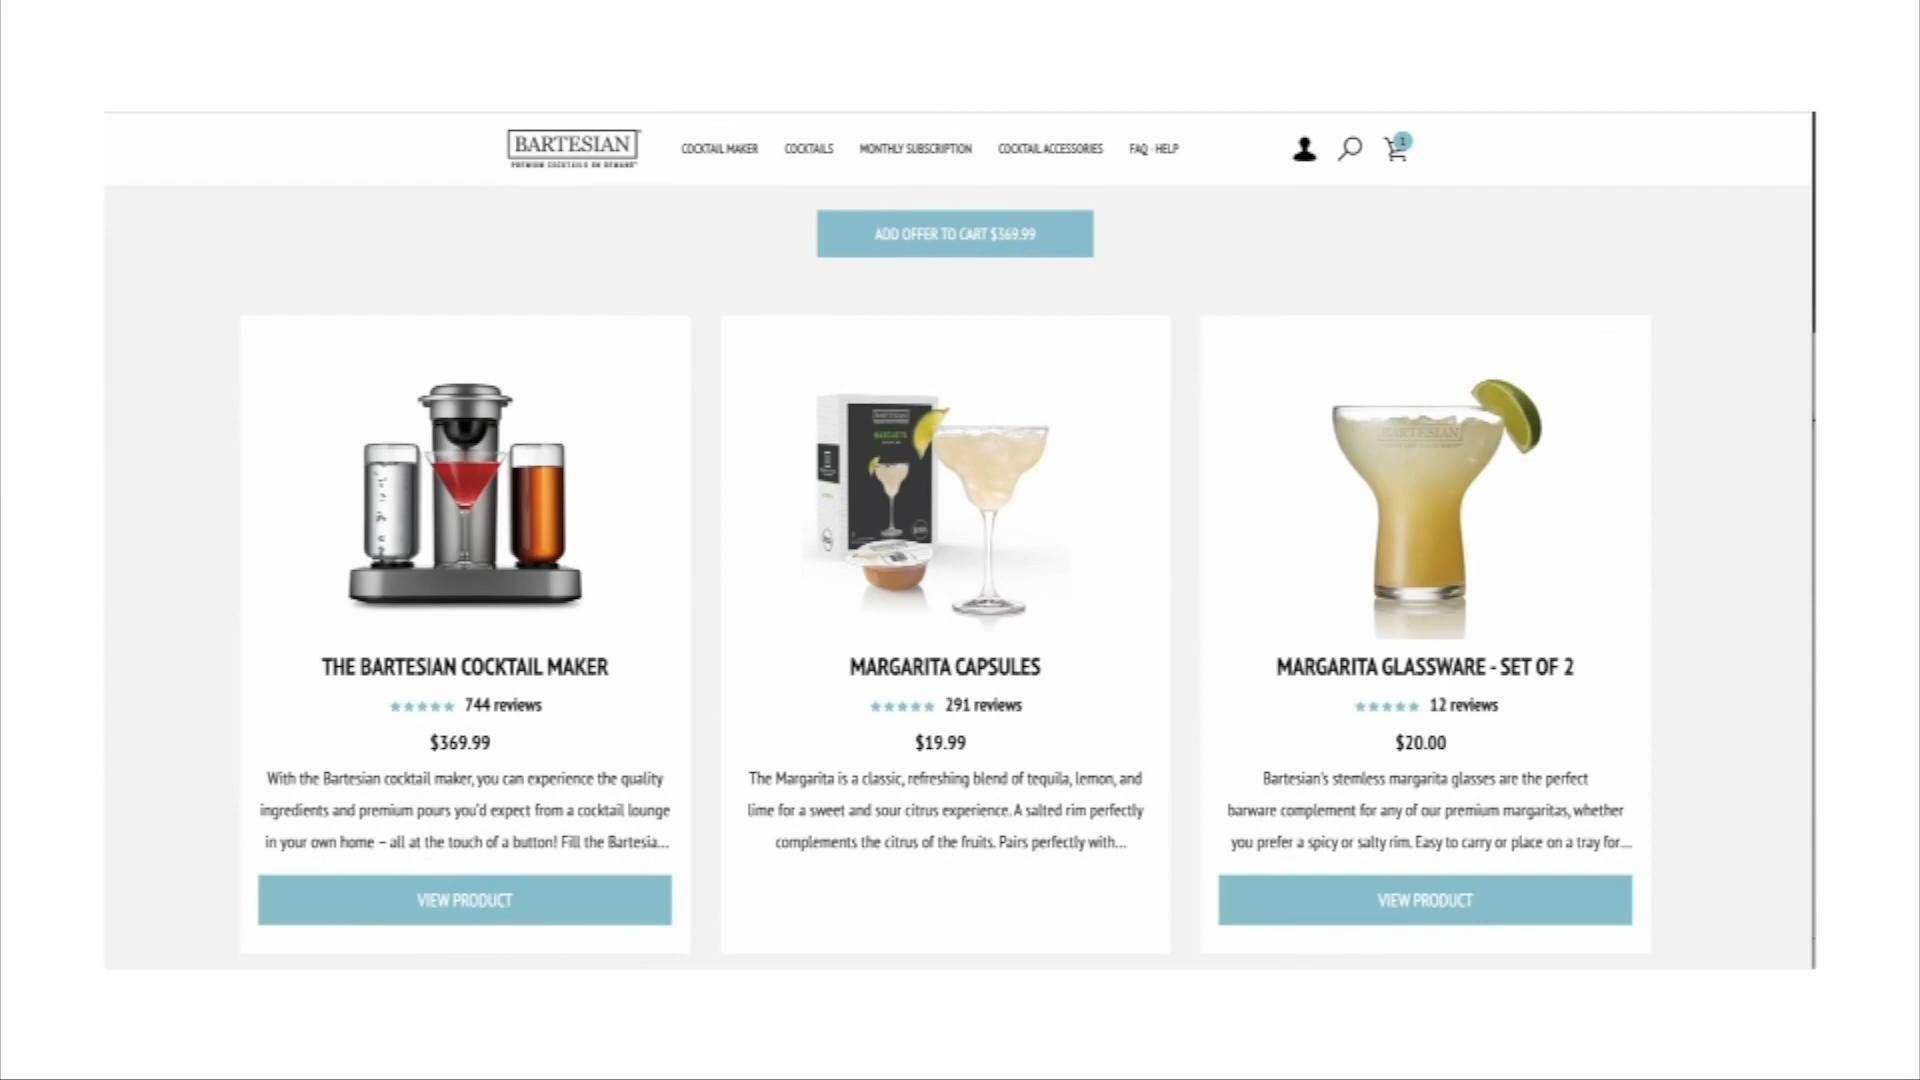 BARTESIAN
PREMIUM COCKTAILS ON DEMAND
COCKTAIL MAKER
COCKTAILS
MONTHLY SUBSCRIPTION
COCKTAIL ACCESSORIES
FAQ - HELP
1
ADD OFFER TO CART $369.99
BARTESIAN
MARGARITA
BARTESIAN
THE BARTESIAN COCKTAIL MAKER
744 reviews
$369.99
With the Bartesian cocktail maker, you can experience the quality
ingredients and premium pours you'd expect from a cocktail lounge
in your own home – all at the touch of a button! Fill the Bartesia...
VIEW PRODUCT
MARGARITA CAPSULES
291 reviews
$19.99
The Margarita is a classic, refreshing blend of tequila, lemon, and
lime for a sweet and sour citrus experience. A salted rim perfectly
complements the citrus of the fruits. Pairs perfectly with...
MARGARITA GLASSWARE - SET OF 2
12 reviews
$20.00
Bartesian's stemless margarita glasses are the perfect
barware complement for any of our premium margaritas, whether
you prefer a spicy or salty rim. Easy to carry or place on a tray for...
VIEW PRODUCT